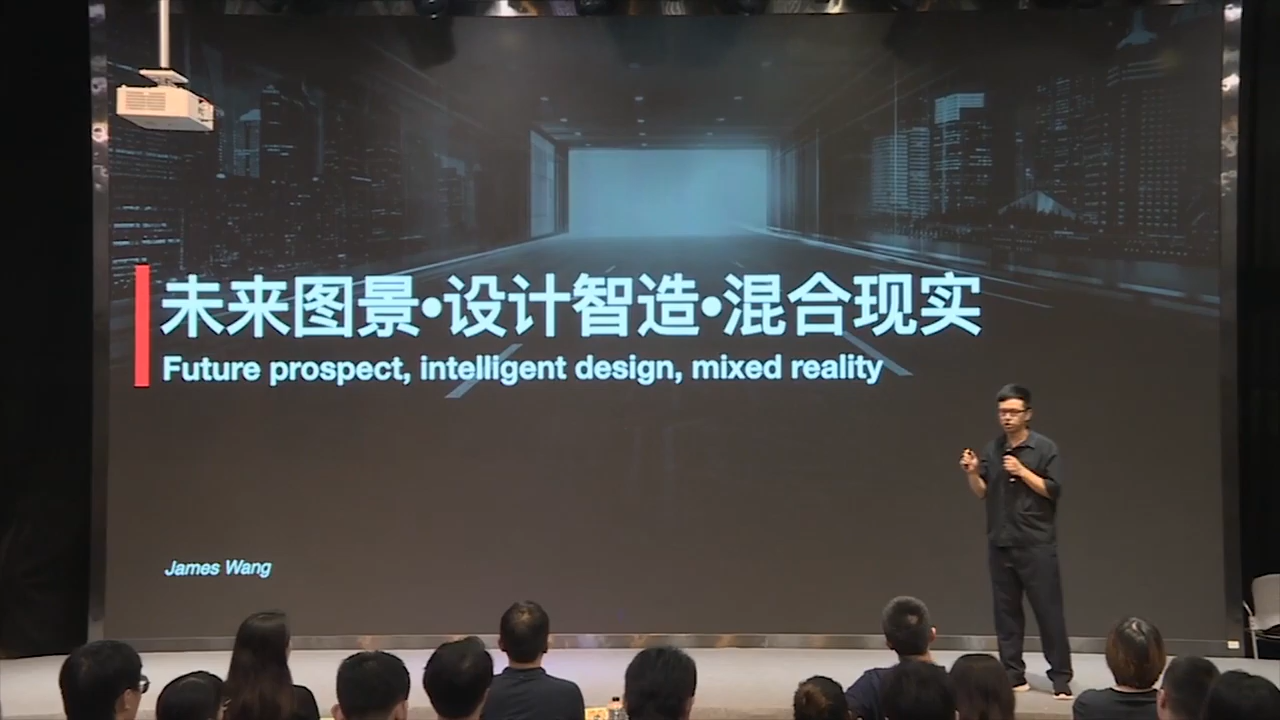 未来图景•设计智造•混合现实
Future prospect, intelligent design, mixed reality
James Wang